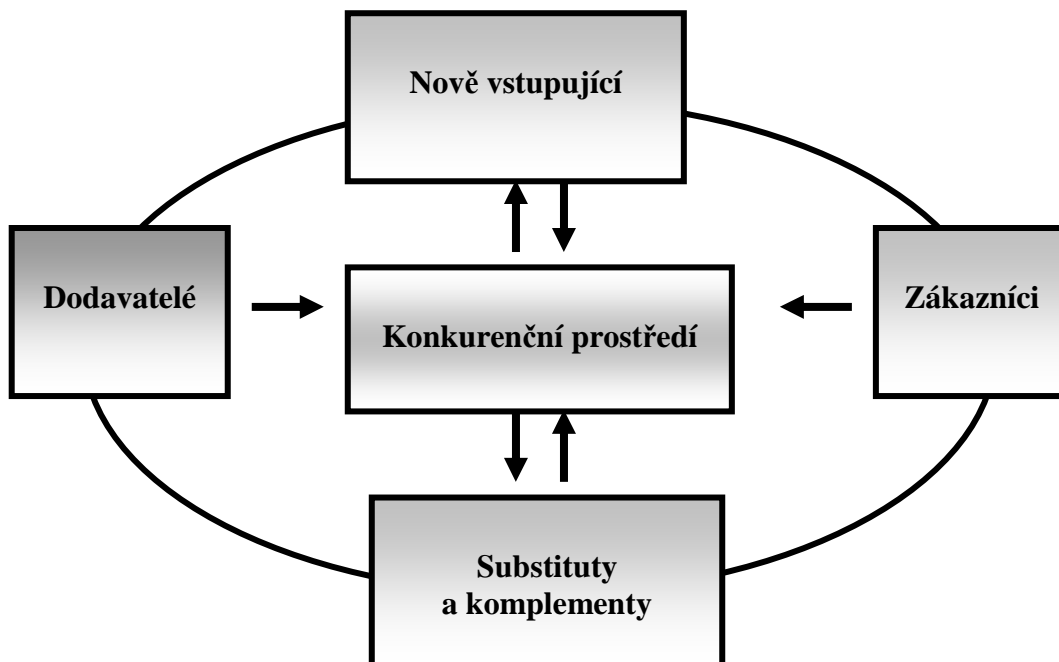 Nově vstupující
Dodavatelé
Zákazníci
Konkurenční prostředí
Substituty
a komplementy